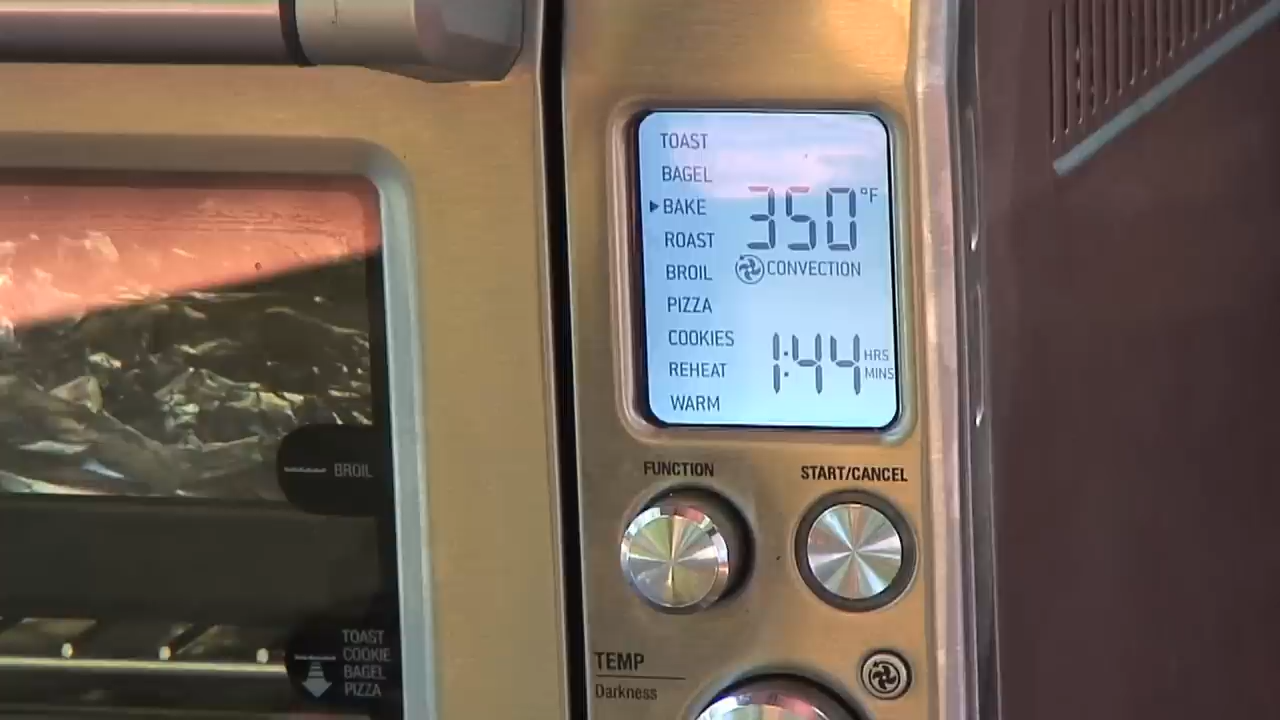 TOAST
BAGEL
BAKE 350°F
ROAST
BROIL CONVECTION
PIZZA
COOKIES
REHEAT 1:44 HRS MINS
WARM
FUNCTION START/CANCEL
BROIL
TOAST
COOKIE
BAGEL
PIZZA
TEMP
Darkness